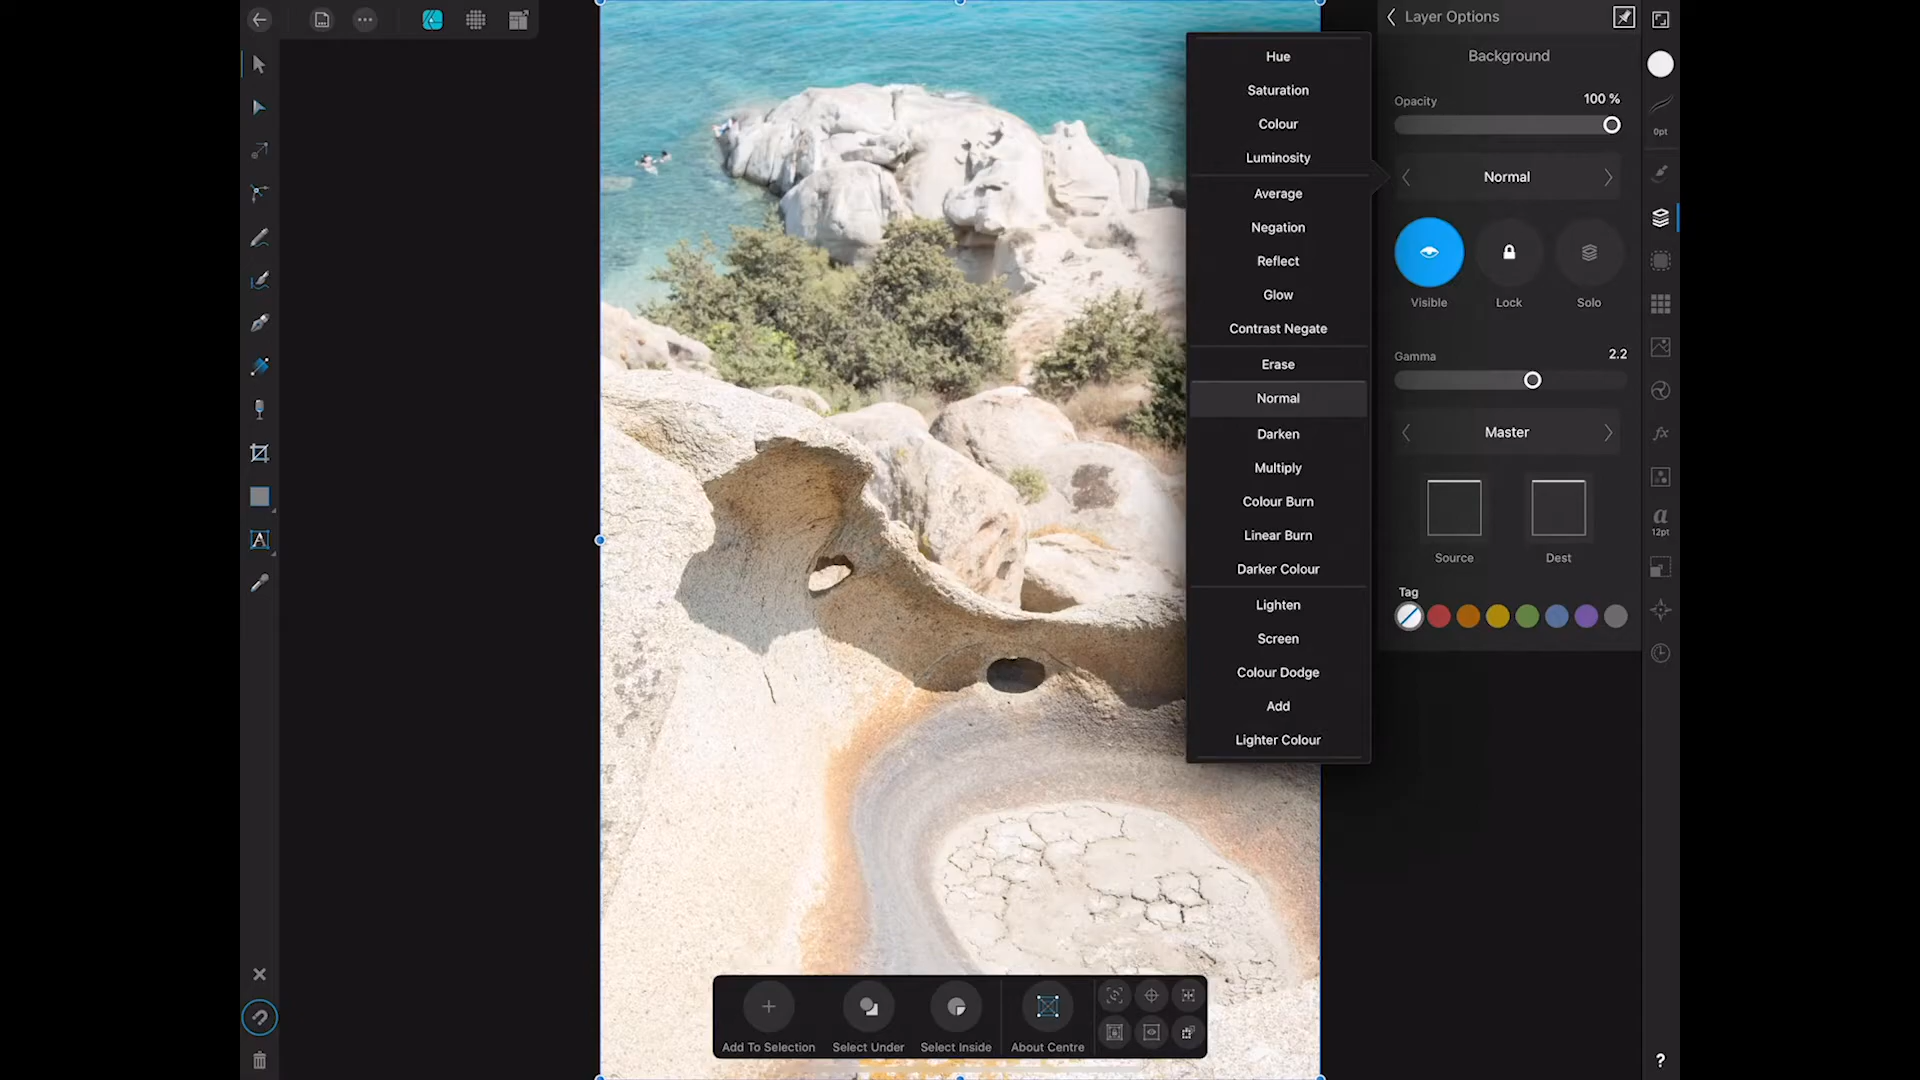 Layer Options
Background
Opacity
100 %
Normal
Visible
Lock
Solo
Gamma
2.2
Master
Source
Dest
Tag
0pt
fx
a
12pt
?
Hue
Saturation
Colour
Luminosity
Average
Negation
Reflect
Glow
Contrast Negate
Erase
Normal
Darken
Multiply
Colour Burn
Linear Burn
Darker Colour
Lighten
Screen
Colour Dodge
Add
Lighter Colour
A
Add To Selection
Select Under
Select Inside
About Centre